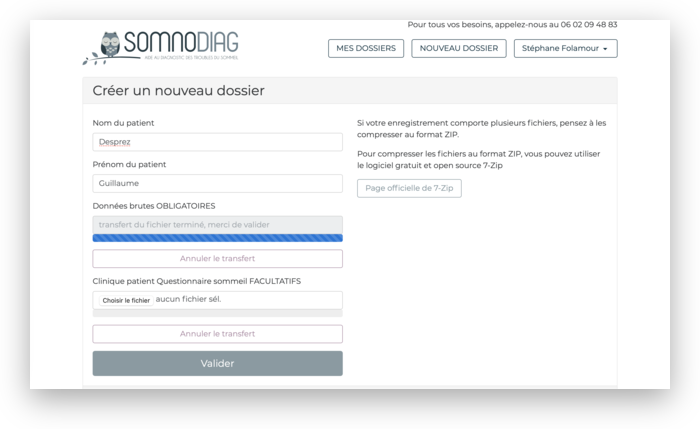 Pour tous vos besoins, appelez-nous au 06 02 09 48 83
SOMNODIAG
AIDE AU DIAGNOSTIC DES TROUBLES DU SOMMEIL
MES DOSSIERS
NOUVEAU DOSSIER
Stéphane Folamour
Créer un nouveau dossier
Nom du patient
Desprez
Prénom du patient
Guillaume
Données brutes OBLIGATOIRES
transfert du fichier terminé, merci de valider
Annuler le transfert
Clinique patient Questionnaire sommeil FACULTATIFS
Choisir le fichier aucun fichier sél.
Annuler le transfert
Valider
Si votre enregistrement comporte plusieurs fichiers, pensez à les
compresser au format ZIP.
Pour compresser les fichiers au format ZIP, vous pouvez utiliser
le logiciel gratuit et open source 7-Zip
Page officielle de 7-Zip